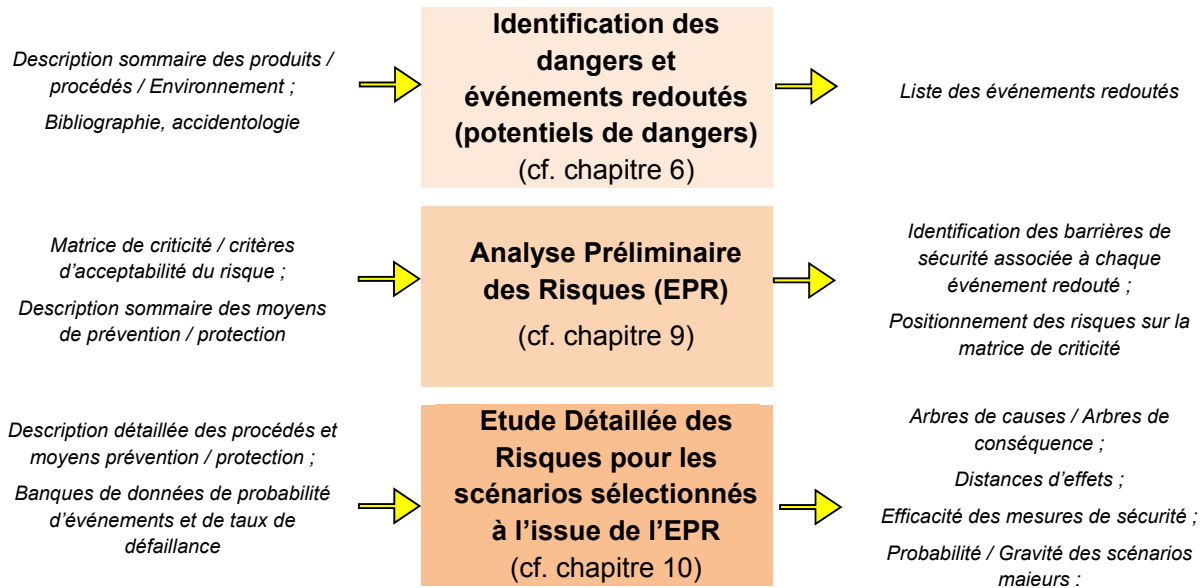 Description sommaire des produits /
procédés / Environnement ;
Bibliographie, accidentologie
Identification des
dangers et
événements redoutés
(potentiels de dangers)
(cf. chapitre 6)
Liste des événements redoutés
Matrice de criticité / critères
d'acceptabilité du risque ;
Description sommaire des moyens
de prévention / protection
Analyse Préliminaire
des Risques (EPR)
(cf. chapitre 9)
Identification des barrières de
sécurité associée à chaque
événement redouté ;
Positionnement des risques sur la
matrice de criticité
Description détaillée des procédés et
moyens prévention / protection ;
Banques de données de probabilité
d'événements et de taux de
défaillance
Etude Détaillée des
Risques pour les
scénarios sélectionnés
à l'issue de l'EPR
(cf. chapitre 10)
Arbres de causes / Arbres de
conséquence ;
Distances d'effets ;
Efficacité des mesures de sécurité ;
Probabilité / Gravité des scénarios
majeurs ;